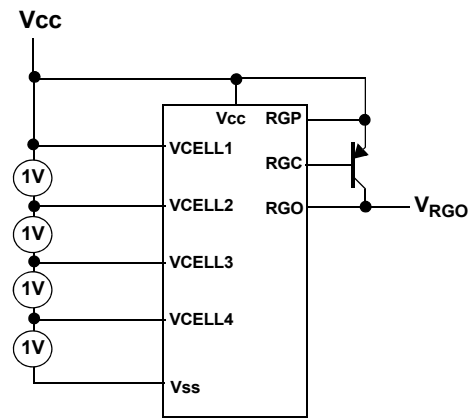 Vcc
Vcc
RGP
VCELL1
RGC
1V
VCELL2
RGO
VRGO
1V
VCELL3
1V
VCELL4
1V
Vss